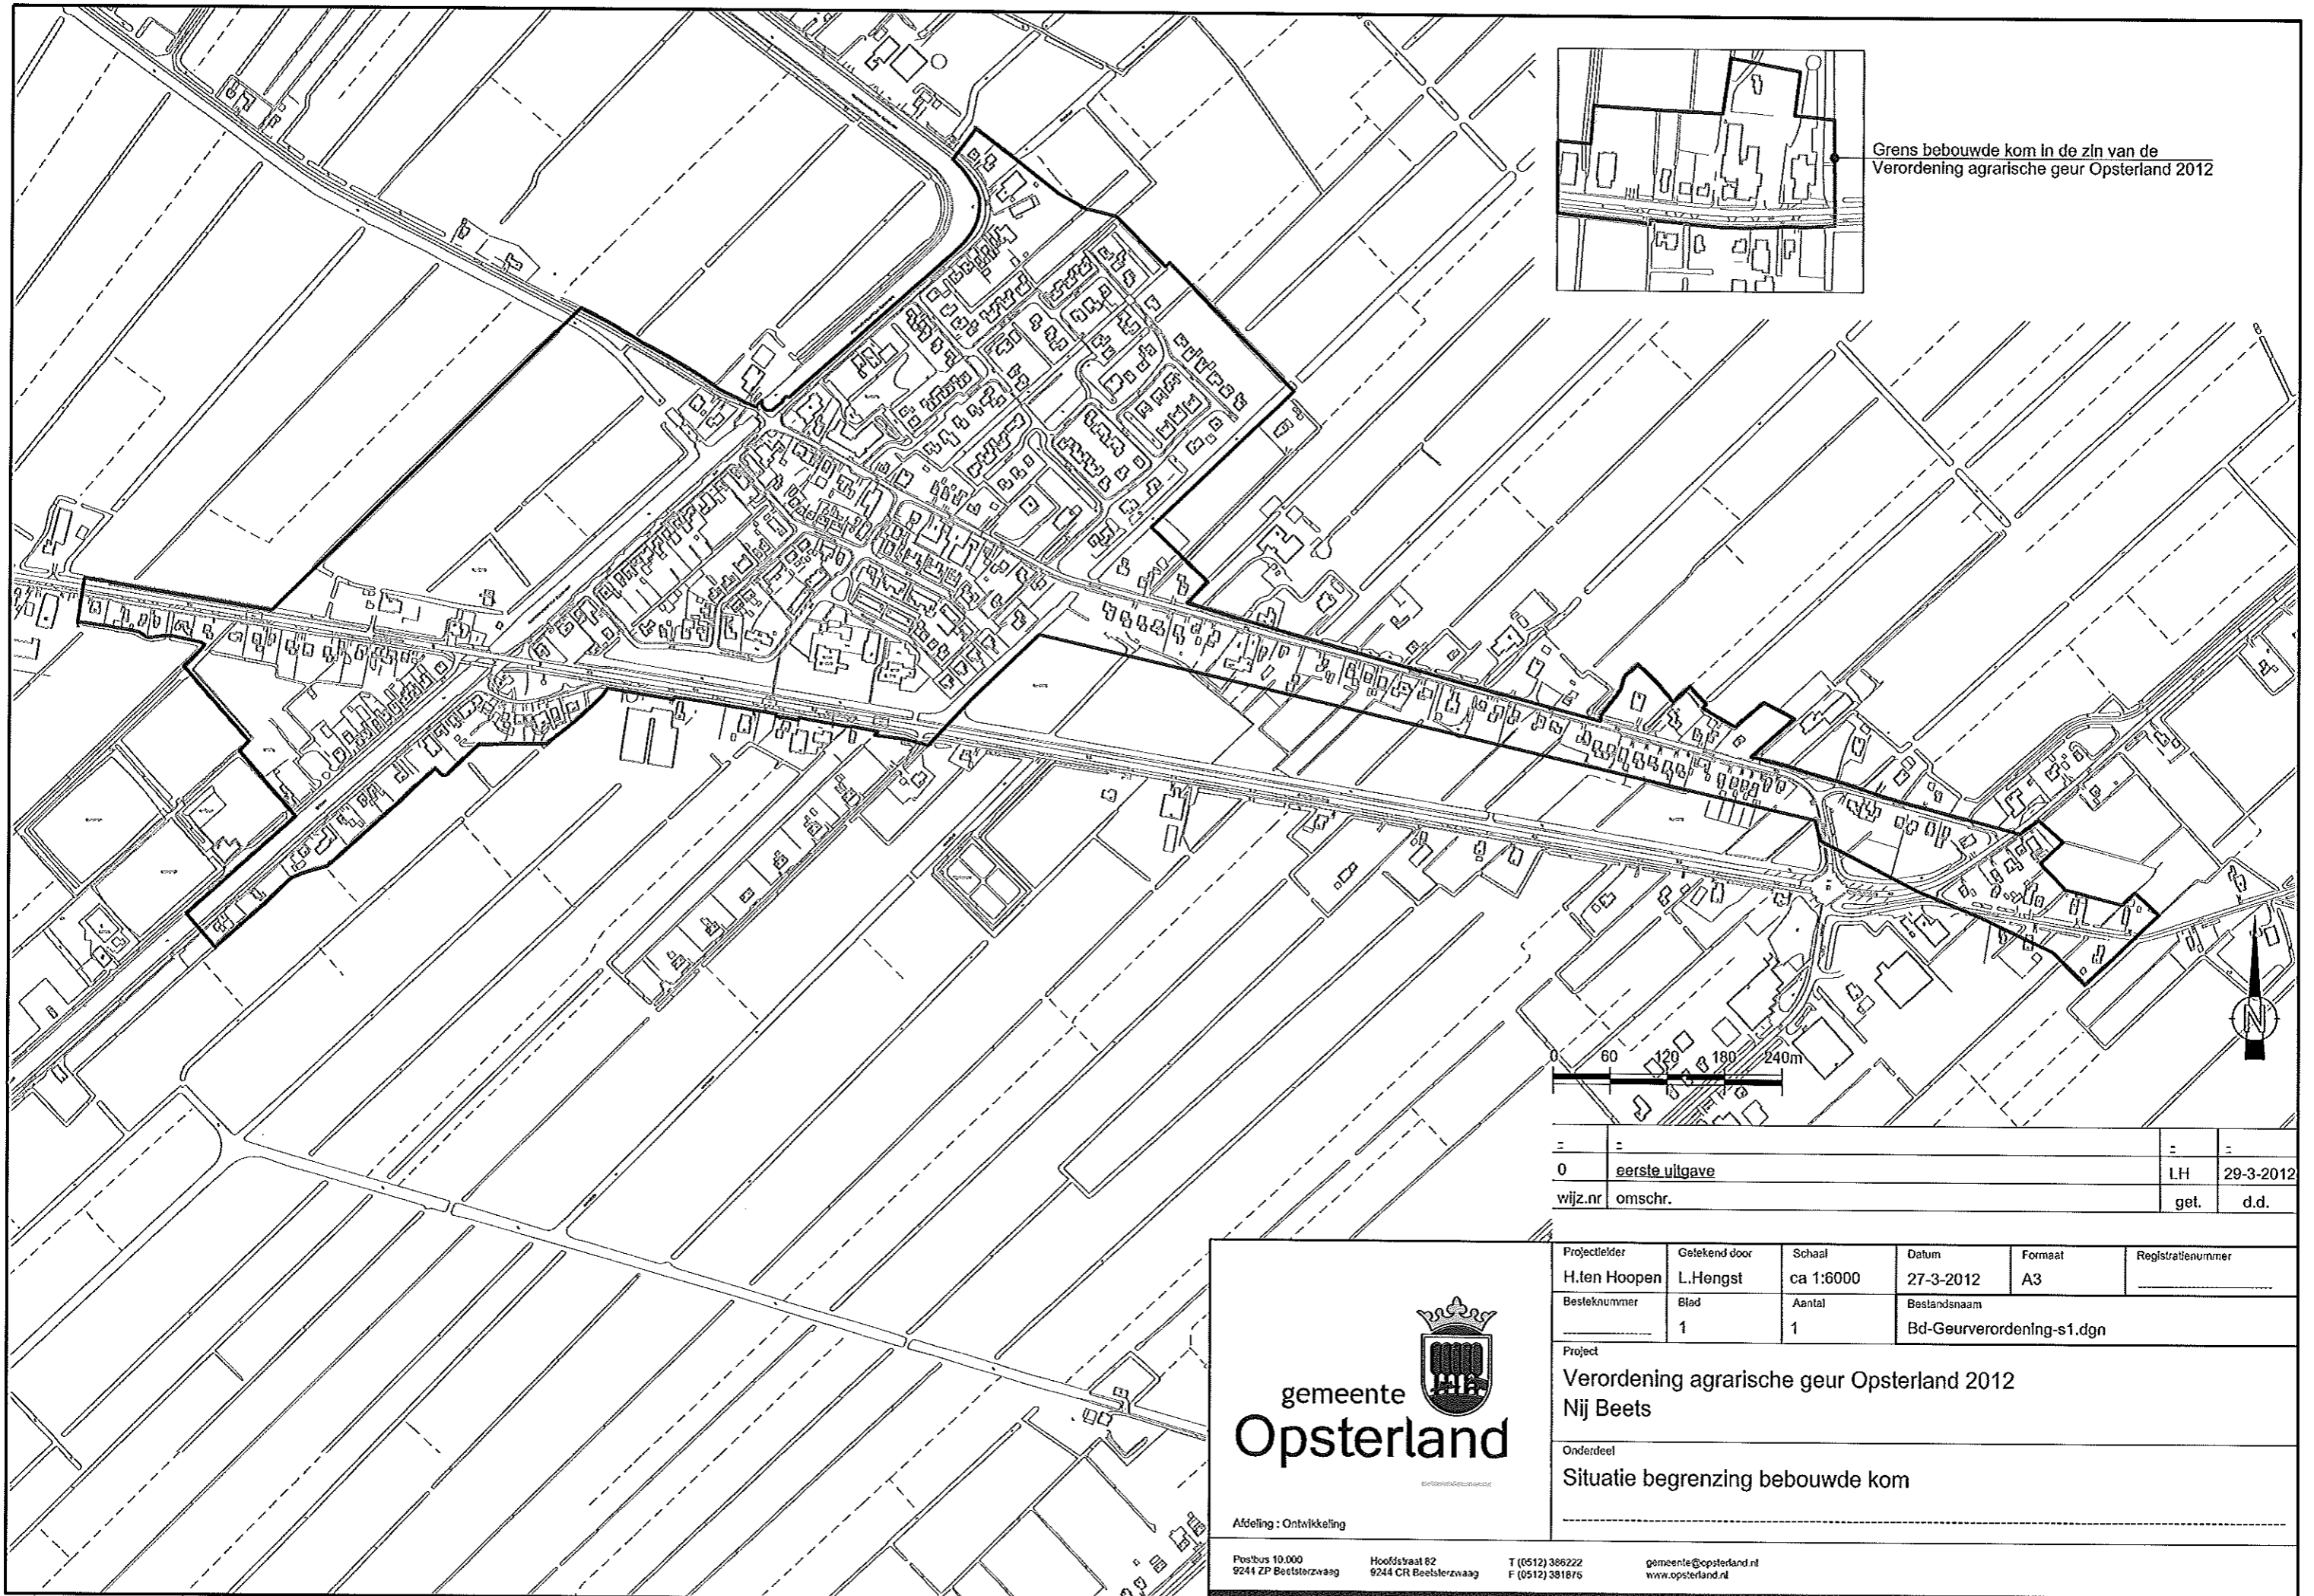 Grens bebouwde kom in de zin van de
Verordening agrarische geur Opsterland 2012
N
0 60 120 180 240m
- - - -
0 eerste uitgave LH 29-3-2012
wijz.nr omschr. get. d.d.
Projectleider Getekend door Schaal Datum Formaat Registratienummer
H.ten Hoopen L.Hengst ca 1:6000 27-3-2012 A3
Besteknummer Blad Aantal Bestandsnaam
1 1 Bd-Geurverordening-s1.dgn
Project
Verordening agrarische geur Opsterland 2012
Nij Beets
Onderdeel
Situatie begrenzing bebouwde kom
gemeente
Opsterland
Afdeling : Ontwikkeling
Postbus 10.000 Hoofdstraat 82 T (0512) 386222 gemeente@opsterland.nl
9244 ZP Beetsterzwaag 9244 CR Beetsterzwaag F (0512) 381875 www.opsterland.nl